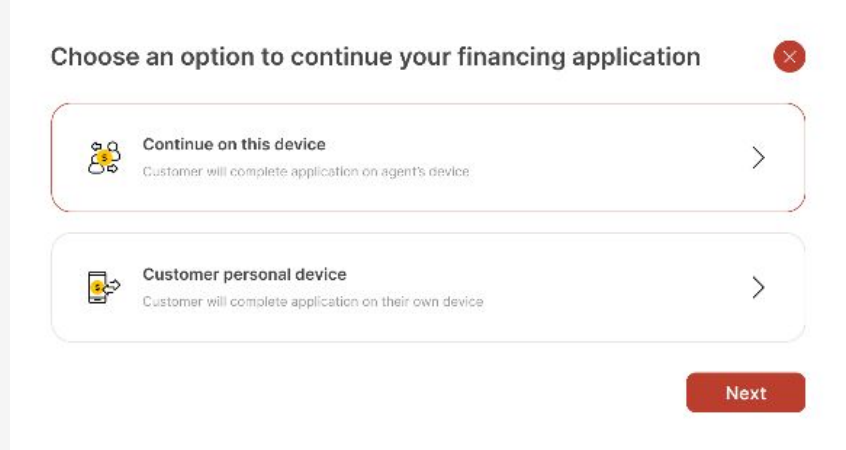 Choose an option to continue your financing application
Continue on this device
Customer will complete application on agent's device
Customer personal device
Customer will complete application on their own device
Next